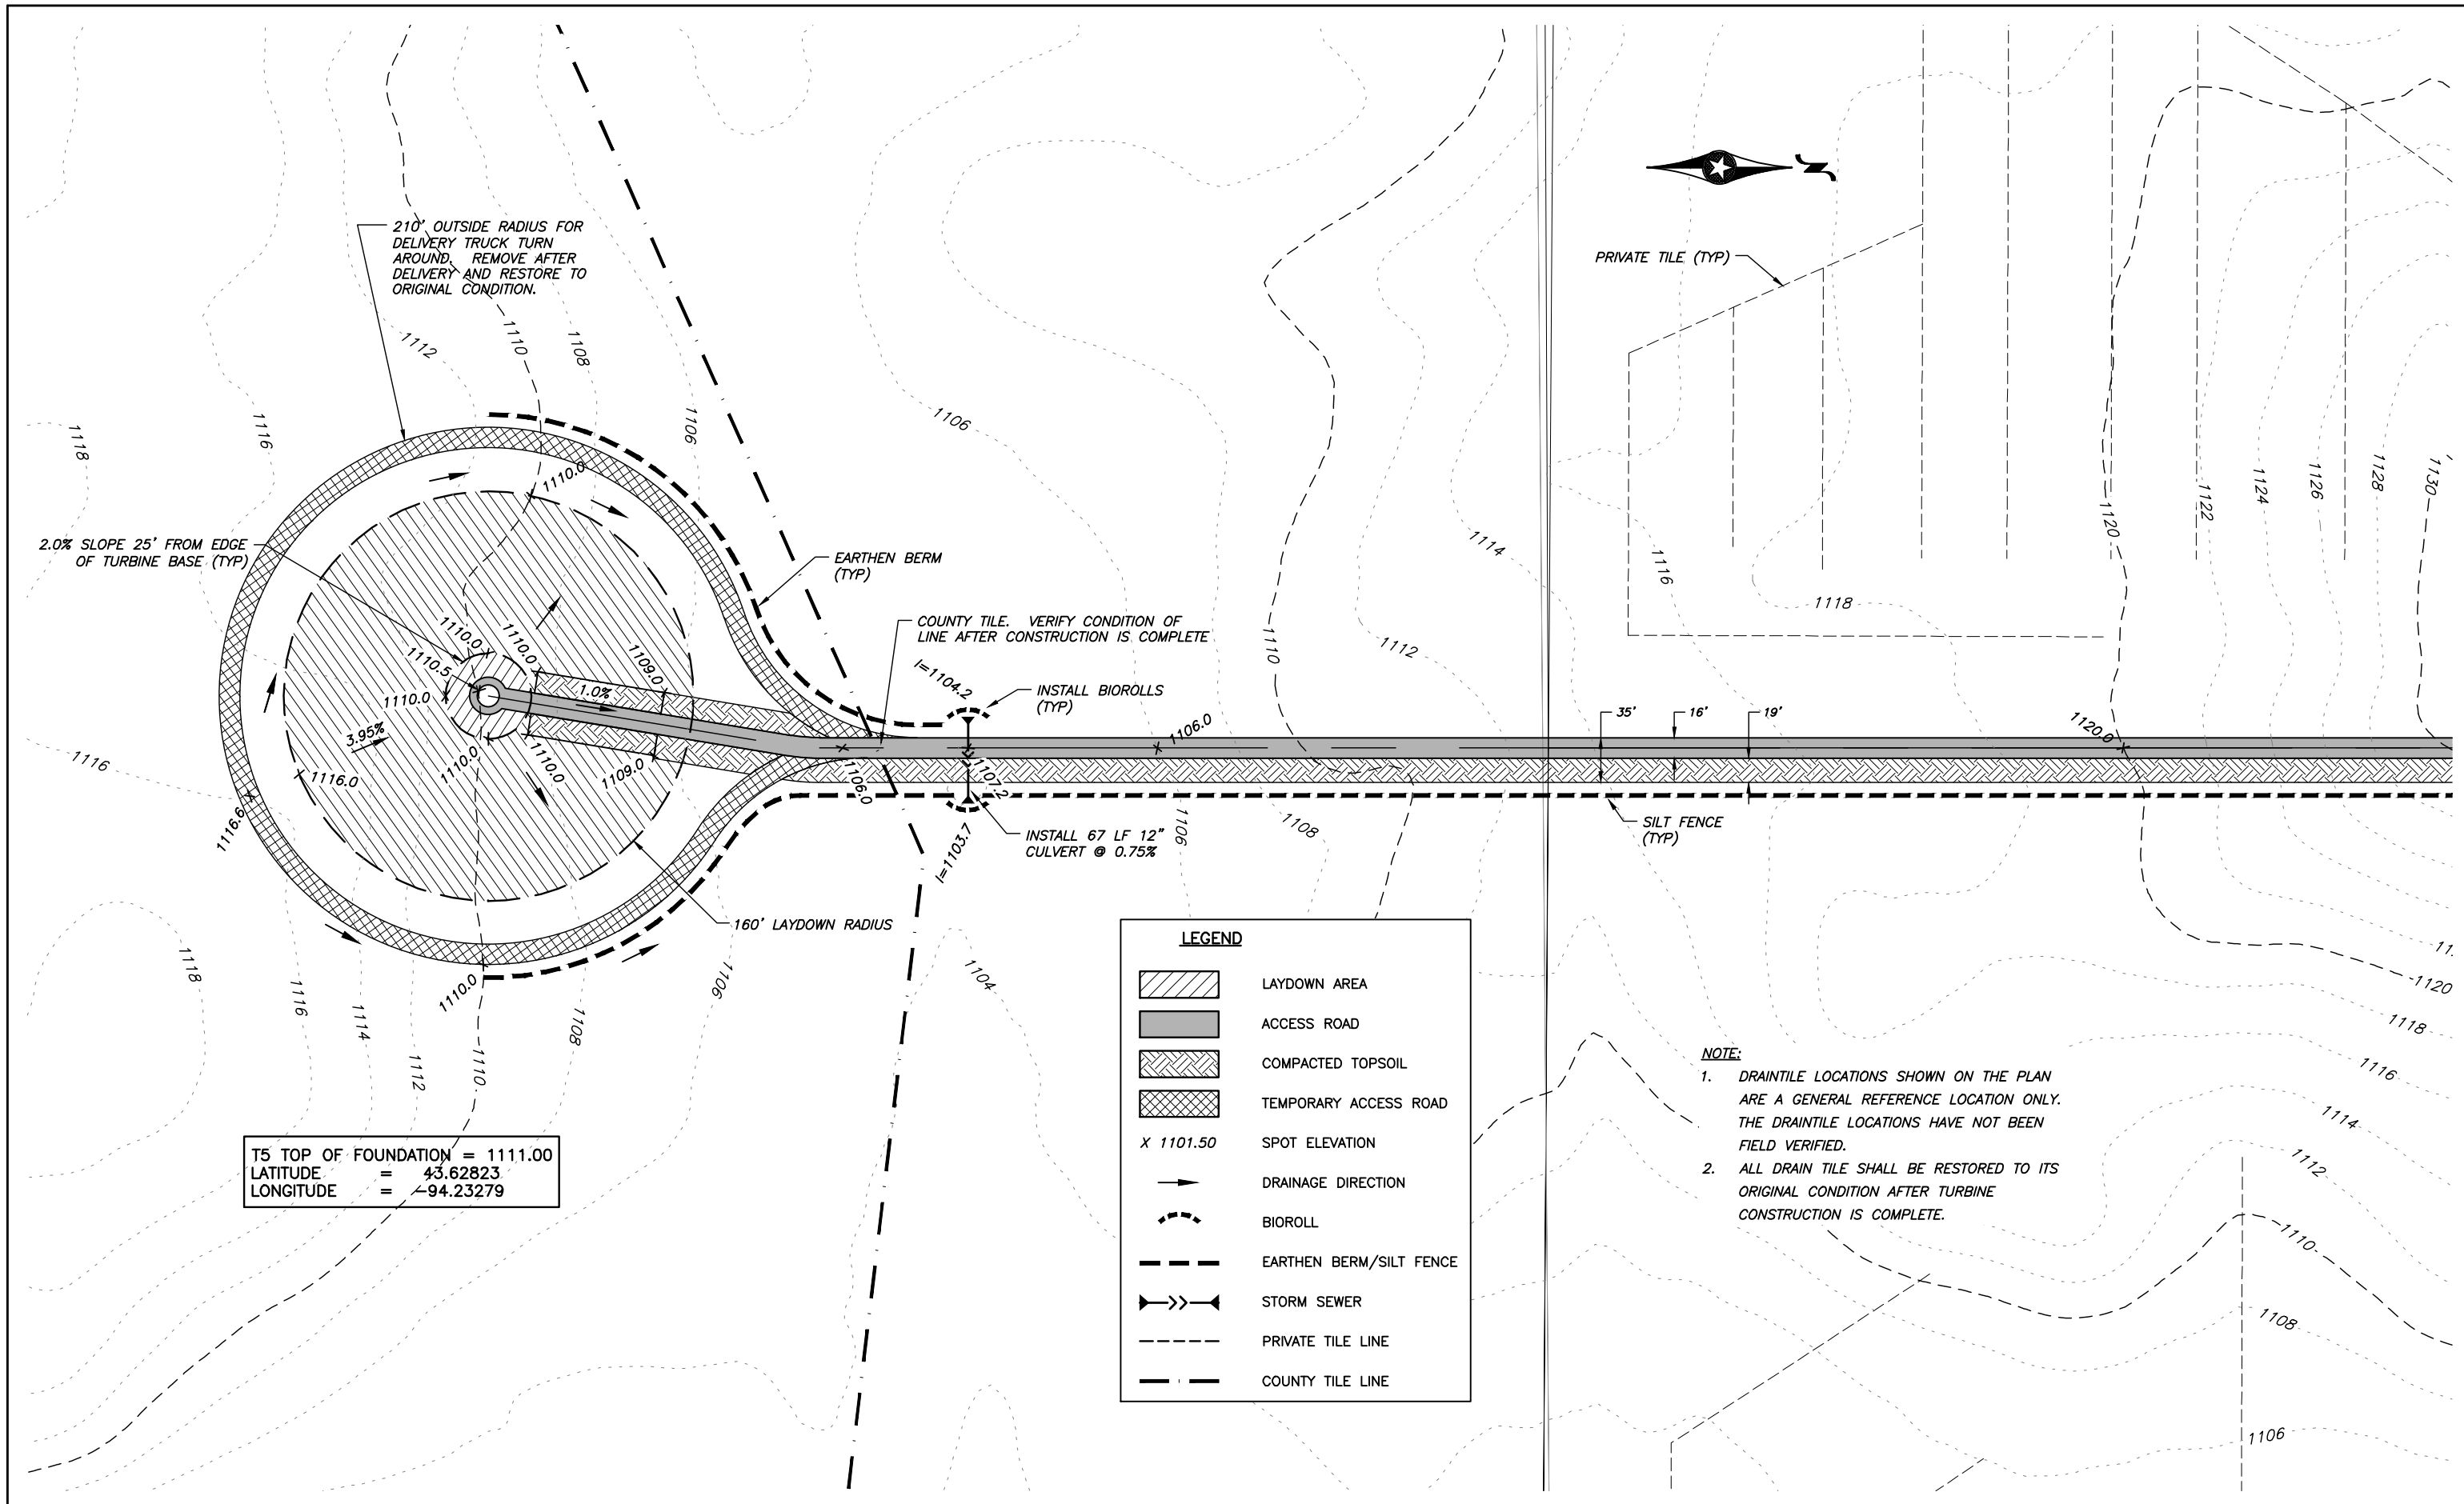 N
PRIVATE TILE (TYP)
210' OUTSIDE RADIUS FOR
DELIVERY TRUCK TURN
AROUND. REMOVE AFTER
DELIVERY AND RESTORE TO
ORIGINAL CONDITION.
1112
1110
1108
1106
1106
1116
1118
1110.0
2.0% SLOPE 25' FROM EDGE
OF TURBINE BASE (TYP)
EARTHEN BERM
(TYP)
COUNTY TILE. VERIFY CONDITION OF
LINE AFTER CONSTRUCTION IS COMPLETE
1110.0
1110.0
1110.5
1110.0
1109.0
1.0%
3.95%
1116.0
1116.6
1116
1110.0
1110.0
1109.0
1106.0
I=1104.2
INSTALL BIOROLLS
(TYP)
1107.2
1106.0
INSTALL 67 LF 12"
CULVERT @ 0.75%
I=1103.7
1106
1108
1110
1112
1114
1116
1118
1120
1122
1124
1126
1128
1130
35'
16'
19'
1120.0
SILT FENCE
(TYP)
160' LAYDOWN RADIUS
1110.0
1118
1116
1114
1112
1110
1108
1106
1104
LEGEND
LAYDOWN AREA
ACCESS ROAD
COMPACTED TOPSOIL
TEMPORARY ACCESS ROAD
X 1101.50 SPOT ELEVATION
DRAINAGE DIRECTION
BIOROLL
EARTHEN BERM/SILT FENCE
STORM SEWER
PRIVATE TILE LINE
COUNTY TILE LINE
T5 TOP OF FOUNDATION = 1111.00
LATITUDE = 43.62823
LONGITUDE = -94.23279
NOTE:
1. DRAINTILE LOCATIONS SHOWN ON THE PLAN
ARE A GENERAL REFERENCE LOCATION ONLY.
THE DRAINTILE LOCATIONS HAVE NOT BEEN
FIELD VERIFIED.
2. ALL DRAIN TILE SHALL BE RESTORED TO ITS
ORIGINAL CONDITION AFTER TURBINE
CONSTRUCTION IS COMPLETE.
1120
1118
1116
1114
1112
1110
1108
1106